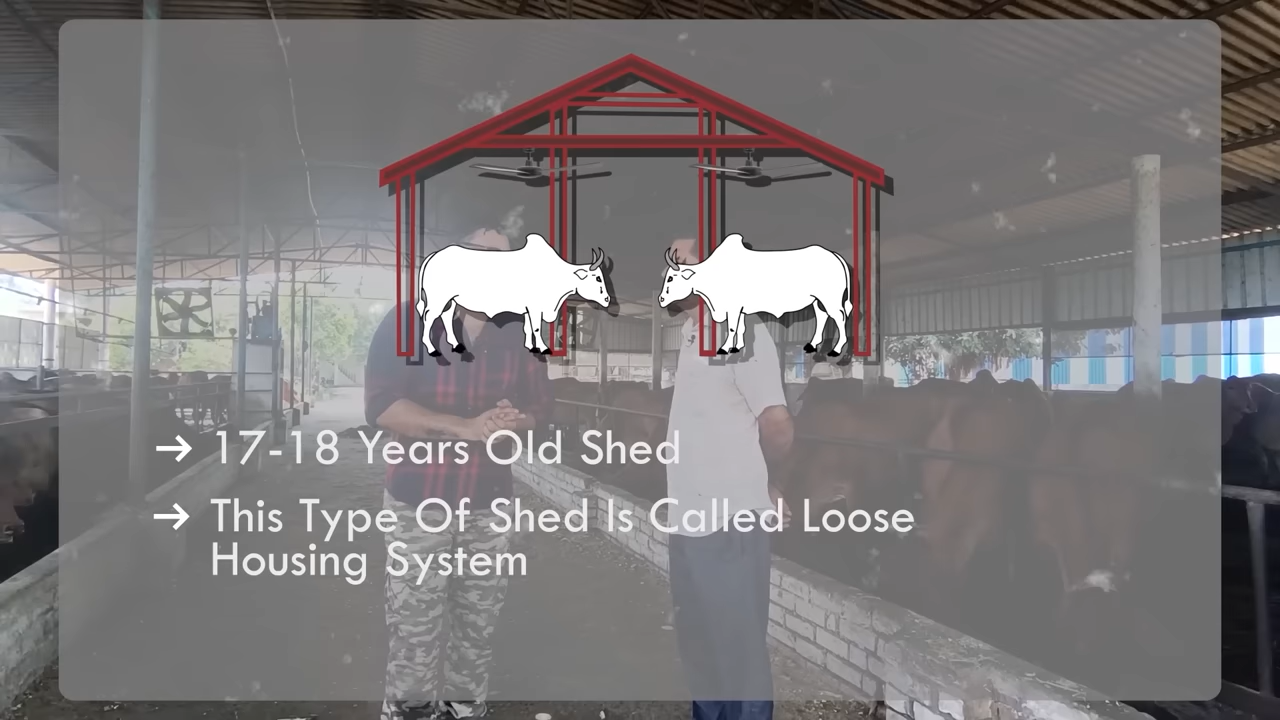 → 17-18 Years Old Shed
→ This Type Of Shed Is Called Loose
Housing System